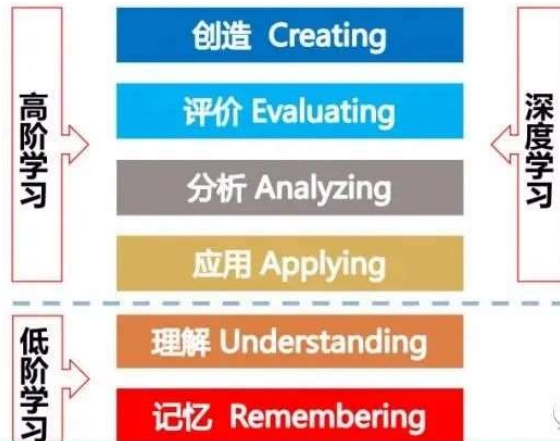 创造 Creating
评价 Evaluating
分析 Analyzing
应用 Applying
理解 Understanding
记忆 Remembering
高阶学习
低阶学习
深度学习